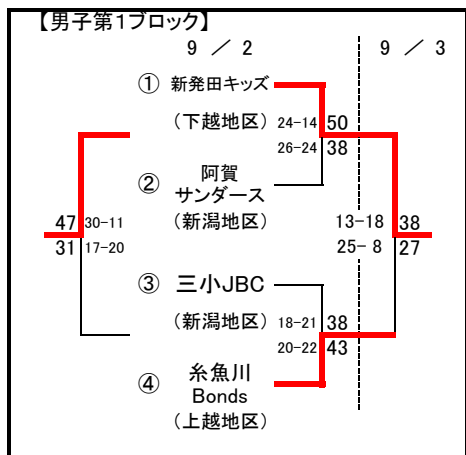 【男子第1ブロック】
9 ／ 2
9 ／ 3
① 新発田キッズ
(下越地区) 24-14 50
26-24 38
② 阿賀
サンダース
(新潟地区)
47 30-11
31 17-20
13-18 38
25- 8 27
③ 三小JBC
(新潟地区) 18-21 38
20-22 43
④ 糸魚川
Bonds
(上越地区)